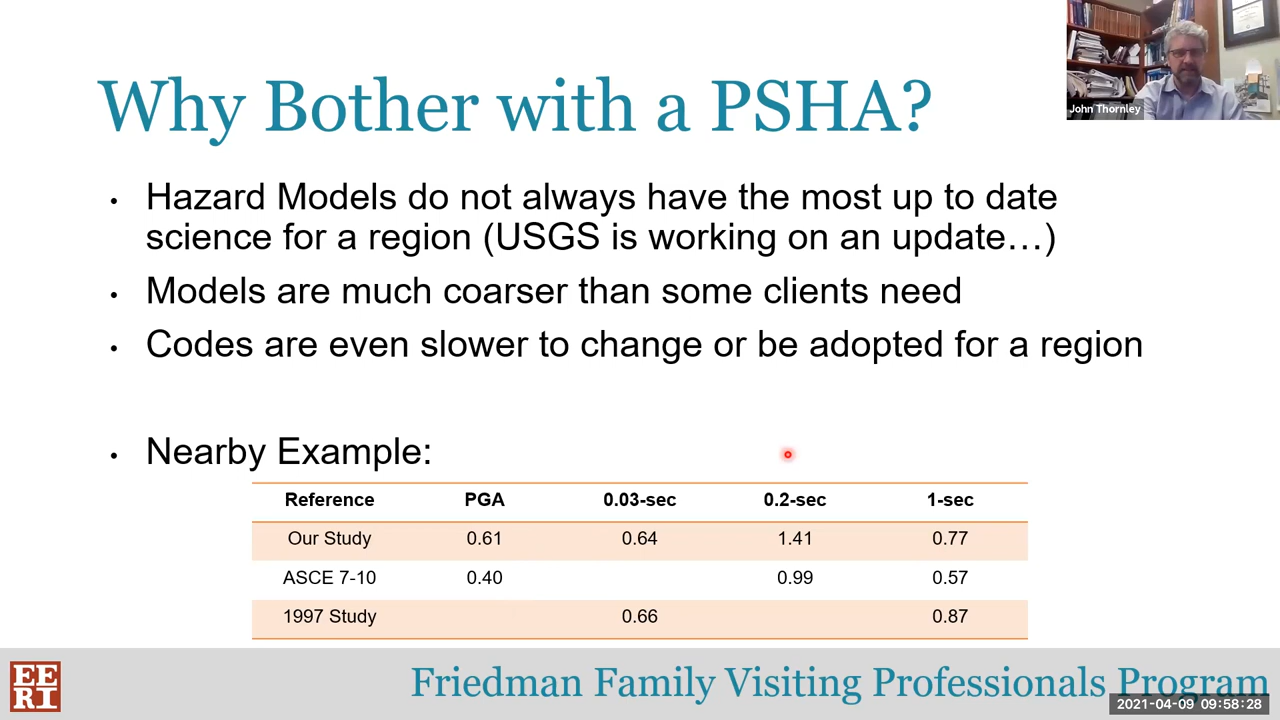 Why Bother with a PSHA?
John Thornley
• Hazard Models do not always have the most up to date
science for a region (USGS is working on an update…)
• Models are much coarser than some clients need
• Codes are even slower to change or be adopted for a region
• Nearby Example:
Reference PGA 0.03-sec 0.2-sec 1-sec
Our Study 0.61 0.64 1.41 0.77
ASCE 7-10 0.40 0.99 0.57
1997 Study 0.66 0.87
EE
RI
Friedman Family Visiting Professionals Program
2021-04-09 09:58:28